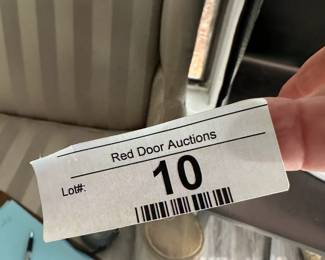 Red Door Auctions
Lot#: 10